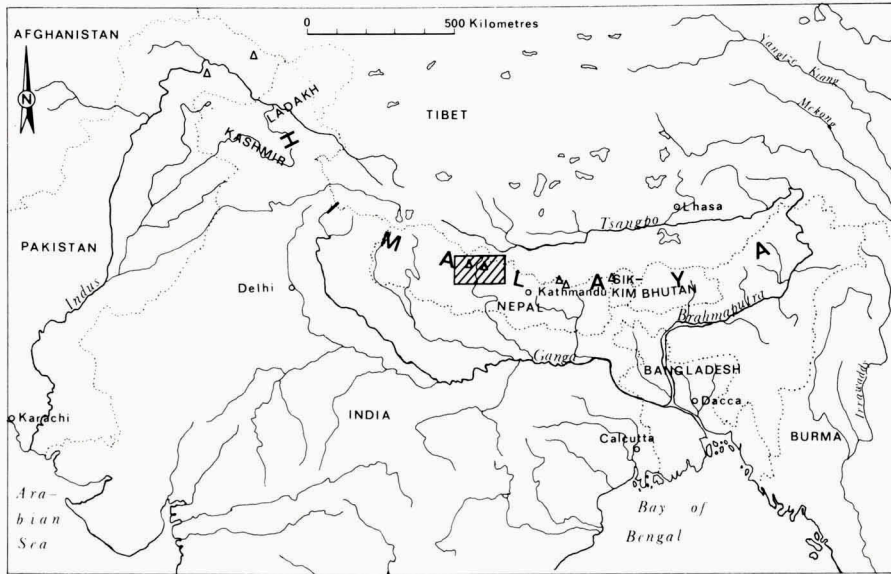 0 500 Kilometres
AFGHANISTAN
N
LADAKH
KASHMIR
TIBET
Yangtze Kiang
Mekong
HIMALAYA
PAKISTAN
Indus
Lhasa
Tsangpo
Delhi
Kathmandu
SIK-
KIM
BHUTAN
NEPAL
Brahmaputra
Ganga
BANGLADESH
Dacca
Karachi
INDIA
Calcutta
BURMA
Irrawaddy
Ara-
bian
Sea
Bay of
Bengal